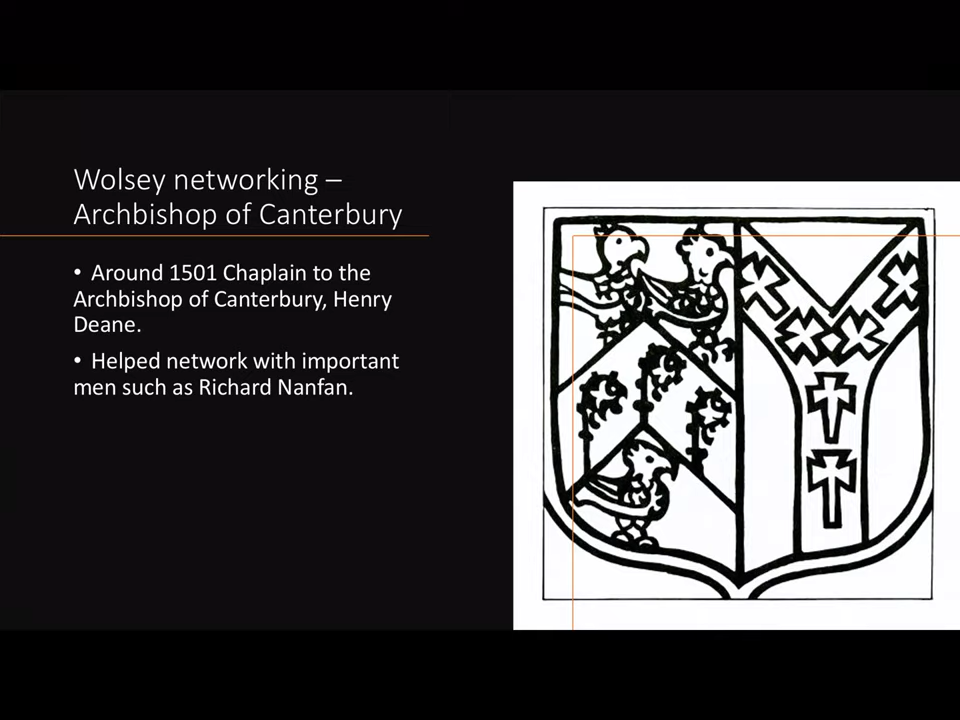 Wolsey networking –
Archbishop of Canterbury
• Around 1501 Chaplain to the
Archbishop of Canterbury, Henry
Deane.
• Helped network with important
men such as Richard Nanfan.